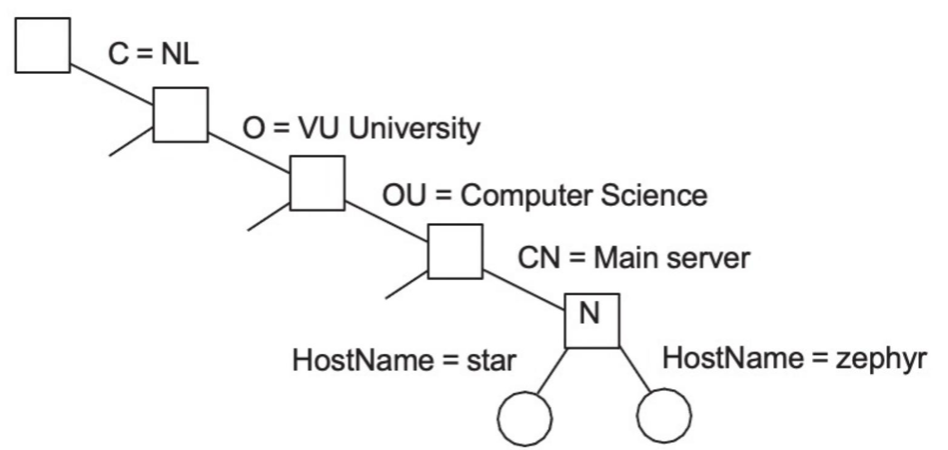 C = NL
O = VU University
OU = Computer Science
CN = Main server
N
HostName = star
HostName = zephyr